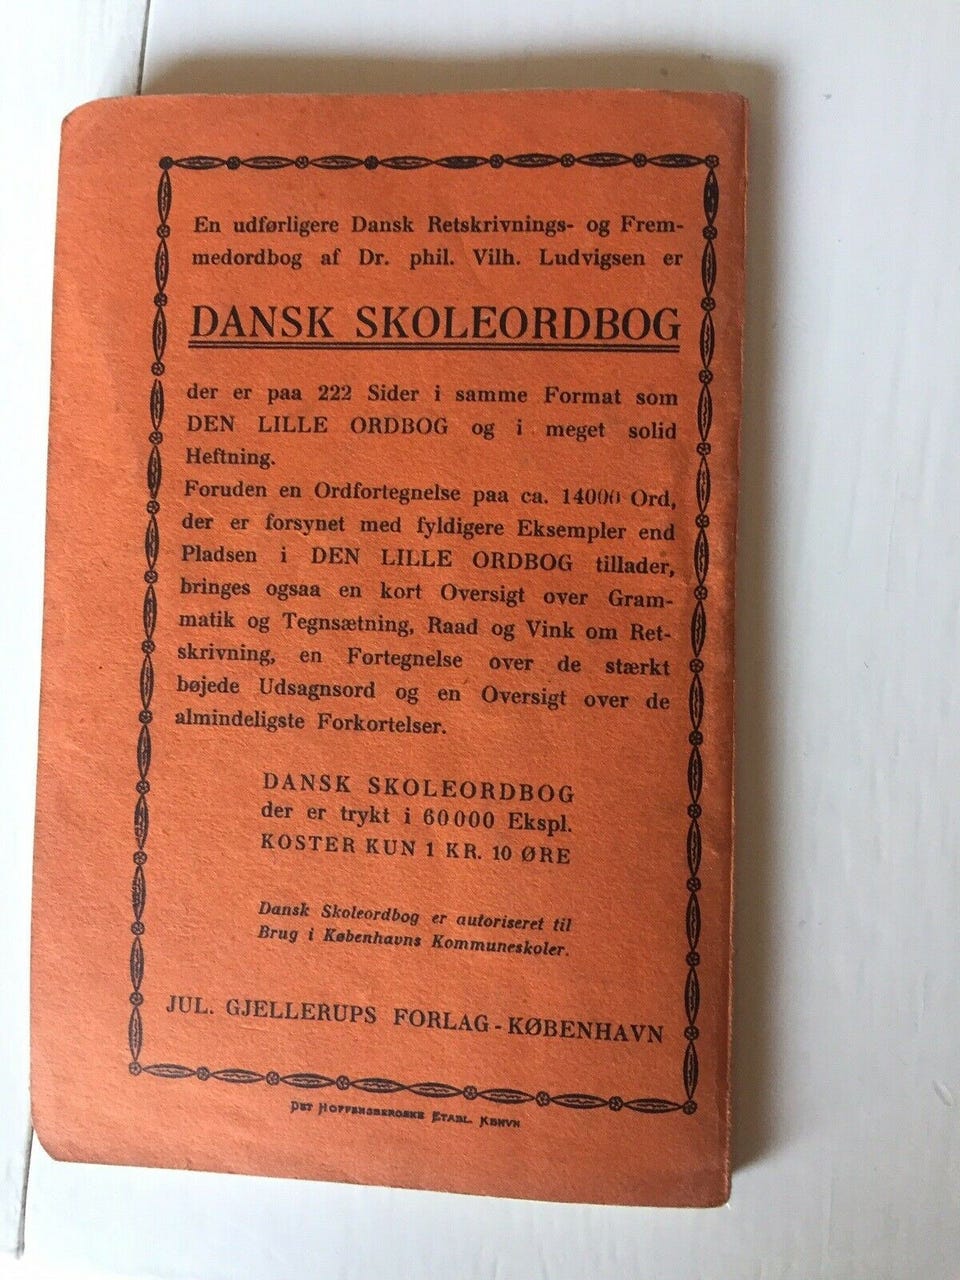 En udførligere Dansk Retskrivnings- og Frem-
medordbog af Dr. phil. Vilh. Ludvigsen er
DANSK SKOLEORDBOG
der er paa 222 Sider i samme Format som
DEN LILLE ORDBOG og i meget solid
Heftning.
Foruden en Ordfortegnelse paa ca. 14000 Ord,
der er forsynet med fyldigere Eksempler end
Pladsen i DEN LILLE ORDBOG tillader,
bringes ogsaa en kort Oversigt over Gram-
matik og Tegnsætning, Raad og Vink om Ret-
skrivning, en Fortegnelse over de stærkt
bøjede Udsagnsord og en Oversigt over de
almindeligste Forkortelser.
DANSK SKOLEORDBOG
der er trykt i 60000 Ekspl.
KOSTER KUN 1 KR. 10 ØRE
Dansk Skoleordbog er autoriseret til
Brug i Københavns Kommuneskoler.
JUL. GJELLERUPS FORLAG - KØBENHAVN
DET HOFFENSBERGSKE ETABL. KBHVN